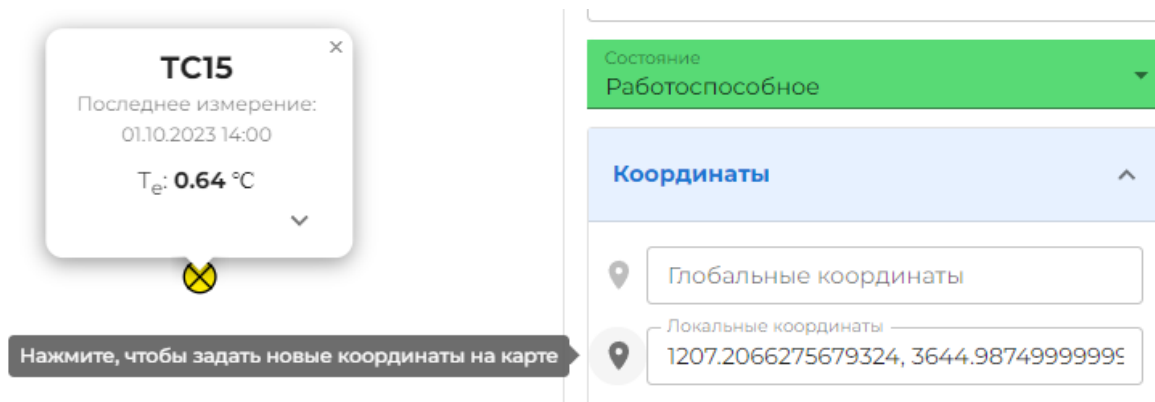 TC15
Последнее измерение:
01.10.2023 14:00
Te: 0.64 °C
Состояние
Работоспособное
Координаты
Глобальные координаты
Локальные координаты
1207.2066275679324, 3644.98749999999
Нажмите, чтобы задать новые координаты на карте